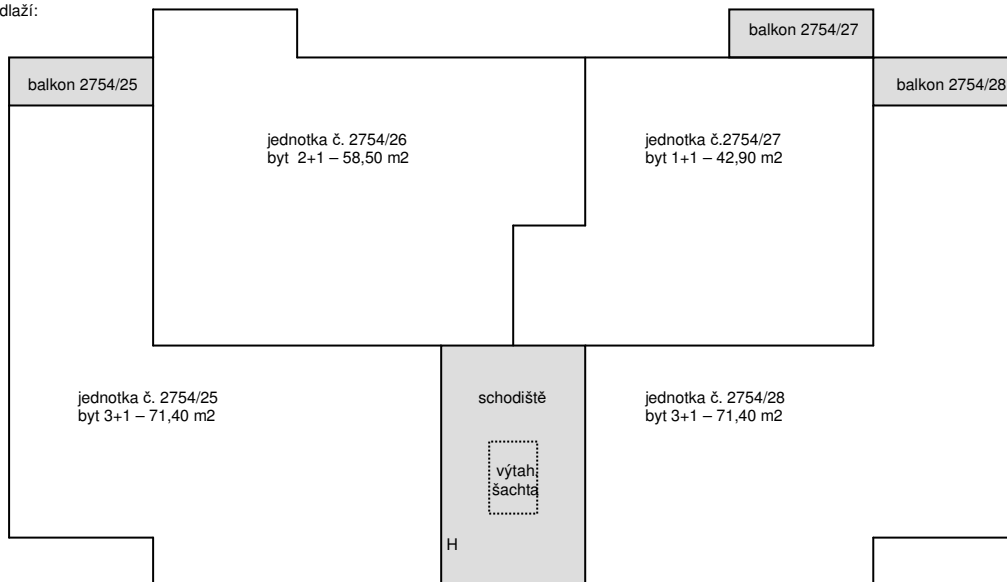 dlaží:
balkon 2754/27
balkon 2754/25
balkon 2754/28
jednotka č. 2754/26
byt 2+1 – 58,50 m2
jednotka č.2754/27
byt 1+1 – 42,90 m2
jednotka č. 2754/25
byt 3+1 – 71,40 m2
schodiště
jednotka č. 2754/28
byt 3+1 – 71,40 m2
výtah.
šachta
H